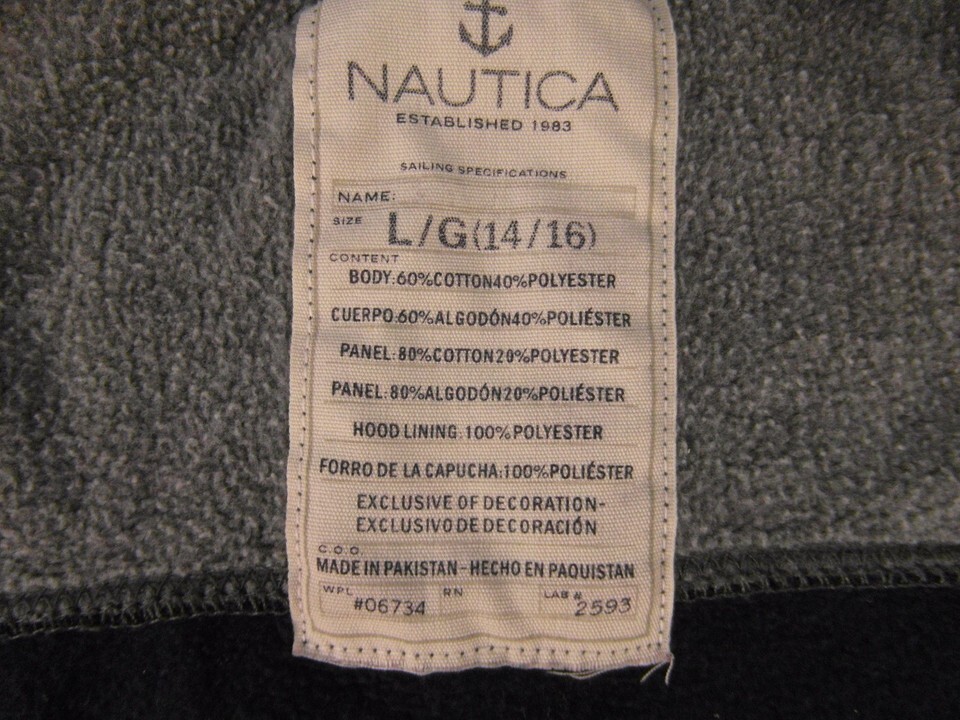 NAUTICA
ESTABLISHED 1983
SAILING SPECIFICATIONS
NAME:
SIZE L/G(14/16)
CONTENT
BODY:60%COTTON40%POLYESTER
CUERPO:60%ALGODÓN40%POLIÉSTER
PANEL:80%COTTON20%POLYESTER
PANEL:80%ALGODÓN20%POLIÉSTER
HOOD LINING:100%POLYESTER
FORRO DE LA CAPUCHA:100%POLIÉSTER
EXCLUSIVE OF DECORATION-
EXCLUSIVO DE DECORACIÓN
C.O.O.
MADE IN PAKISTAN - HECHO EN PAQUISTAN
WPL #06734 RN LAB # 2593